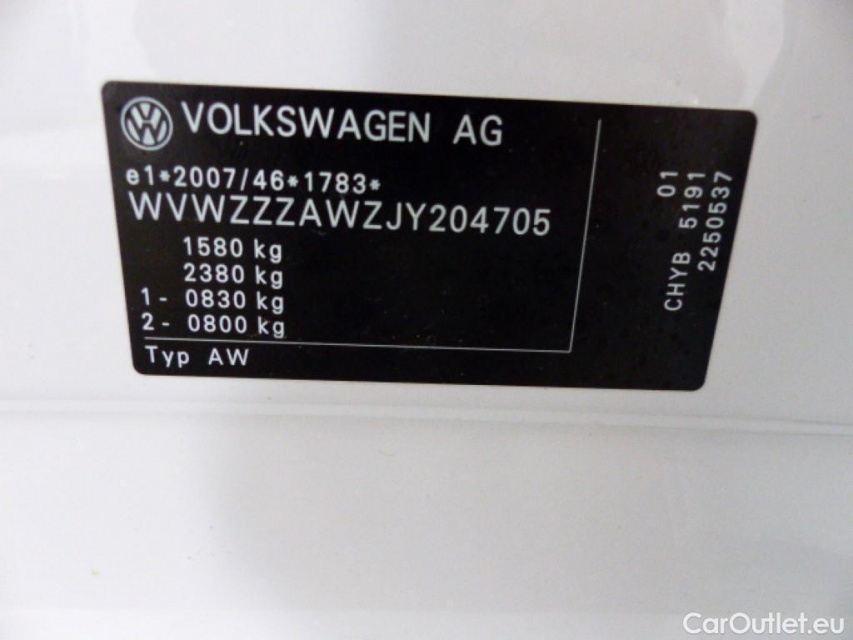 VOLKSWAGEN AG
e1*2007/46*1783*
WVWZZZAWZJY204705
1580 kg
2380 kg
1- 0830 kg
2- 0800 kg
Typ AW
01
CHYB 5191
2250537
CarOutlet.eu